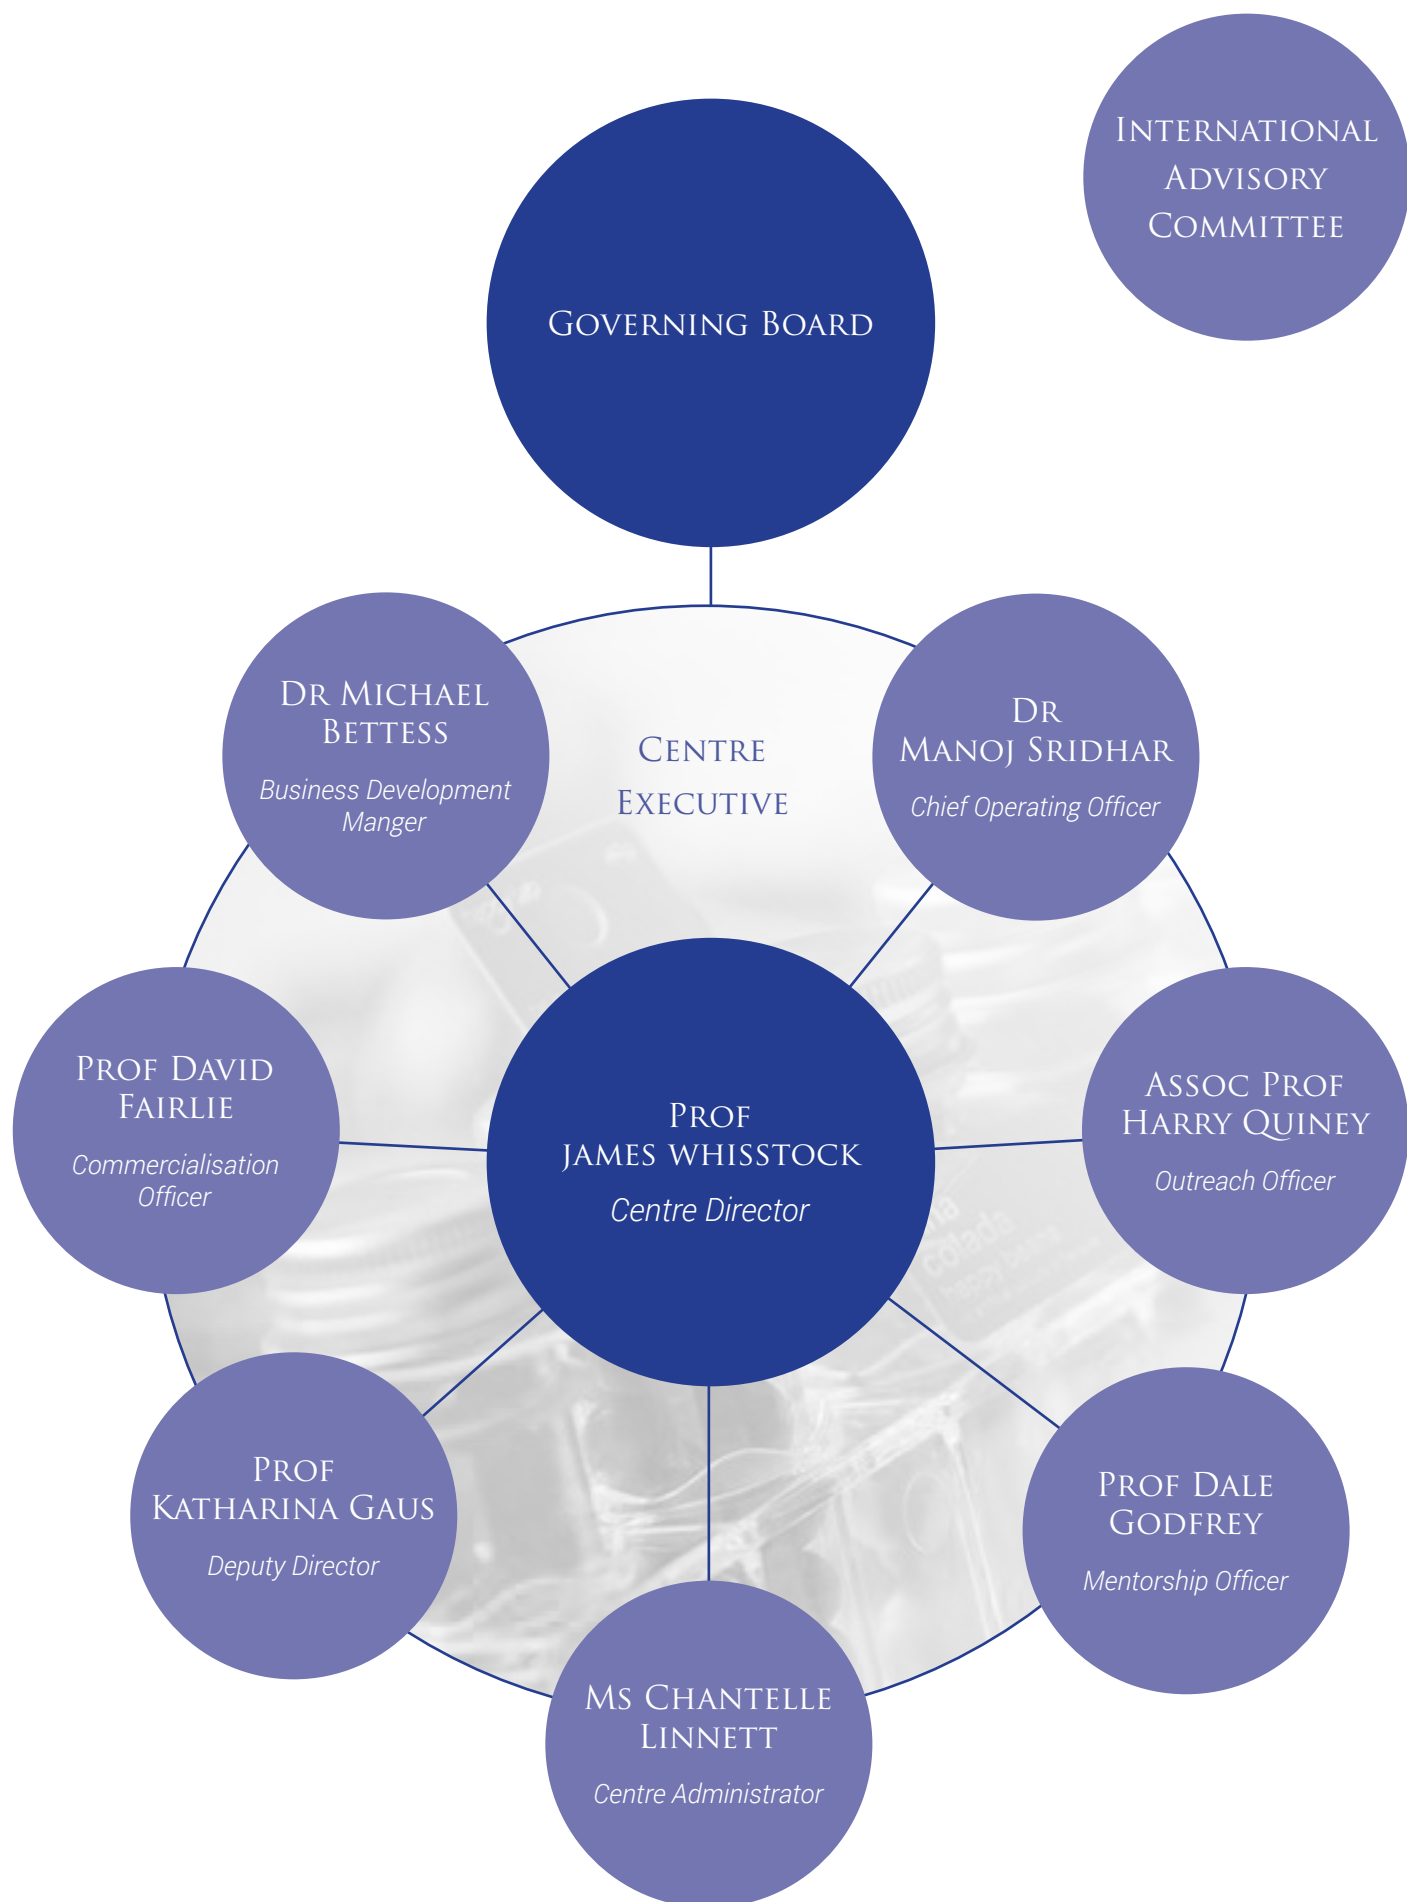 International
Advisory
Committee
Governing Board
Dr Michael
Bettess
Business Development
Manger
Centre
Executive
Dr
Manoj Sridhar
Chief Operating Officer
Prof David
Fairlie
Commercialisation
Officer
Prof
James whisstock
Centre Director
Assoc Prof
Harry Quiney
Outreach Officer
colada
happy
Prof
Katharina Gaus
Deputy Director
Prof Dale
Godfrey
Mentorship Officer
Ms Chantelle
Linnett
Centre Administrator